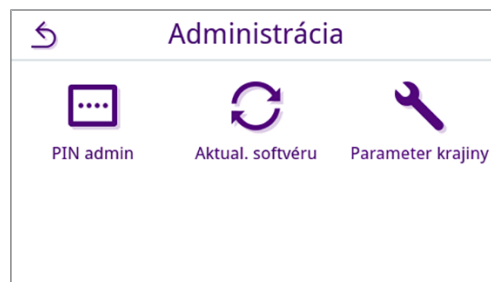 Administrácia
PIN admin
Aktual. softvéru
Parameter krajiny